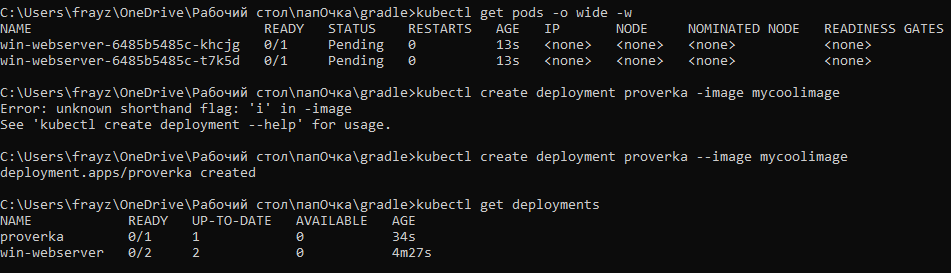 C:\Users\frayz\OneDrive\Рабочий стол\папОчка\gradle>kubectl get pods -o wide -w
NAME READY STATUS RESTARTS AGE IP NODE NOMINATED NODE READINESS GATES
win-webserver-6485b5485c-khcjg 0/1 Pending 0 13s <none> <none> <none> <none>
win-webserver-6485b5485c-t7k5d 0/1 Pending 0 13s <none> <none> <none> <none>
C:\Users\frayz\OneDrive\Рабочий стол\папОчка\gradle>kubectl create deployment proverka -image mycoolimage
Error: unknown shorthand flag: 'i' in -image
See 'kubectl create deployment --help' for usage.
C:\Users\frayz\OneDrive\Рабочий стол\папОчка\gradle>kubectl create deployment proverka --image mycoolimage
deployment.apps/proverka created
C:\Users\frayz\OneDrive\Рабочий стол\папОчка\gradle>kubectl get deployments
NAME READY UP-TO-DATE AVAILABLE AGE
proverka 0/1 1 0 34s
win-webserver 0/2 2 0 4m27s